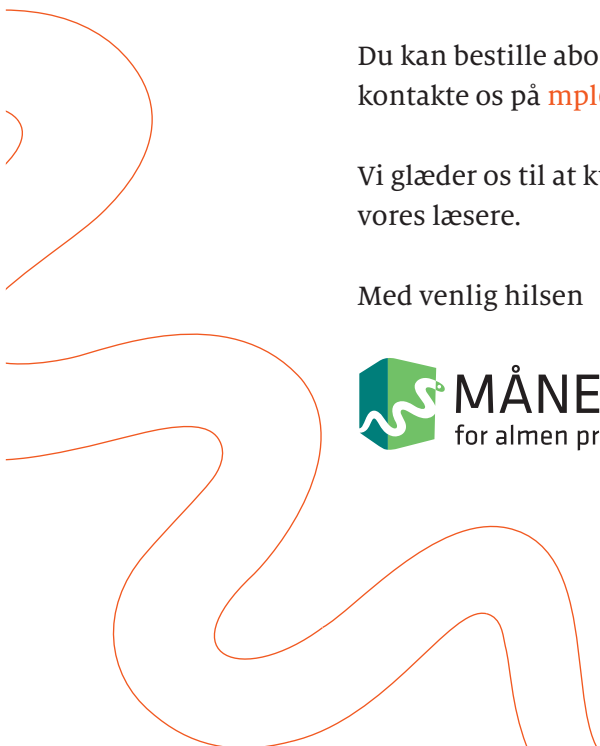 Du kan bestille abo
kontakte os på mpl
Vi glæder os til at k
vores læsere.
Med venlig hilsen
MÅNE
for almen pr